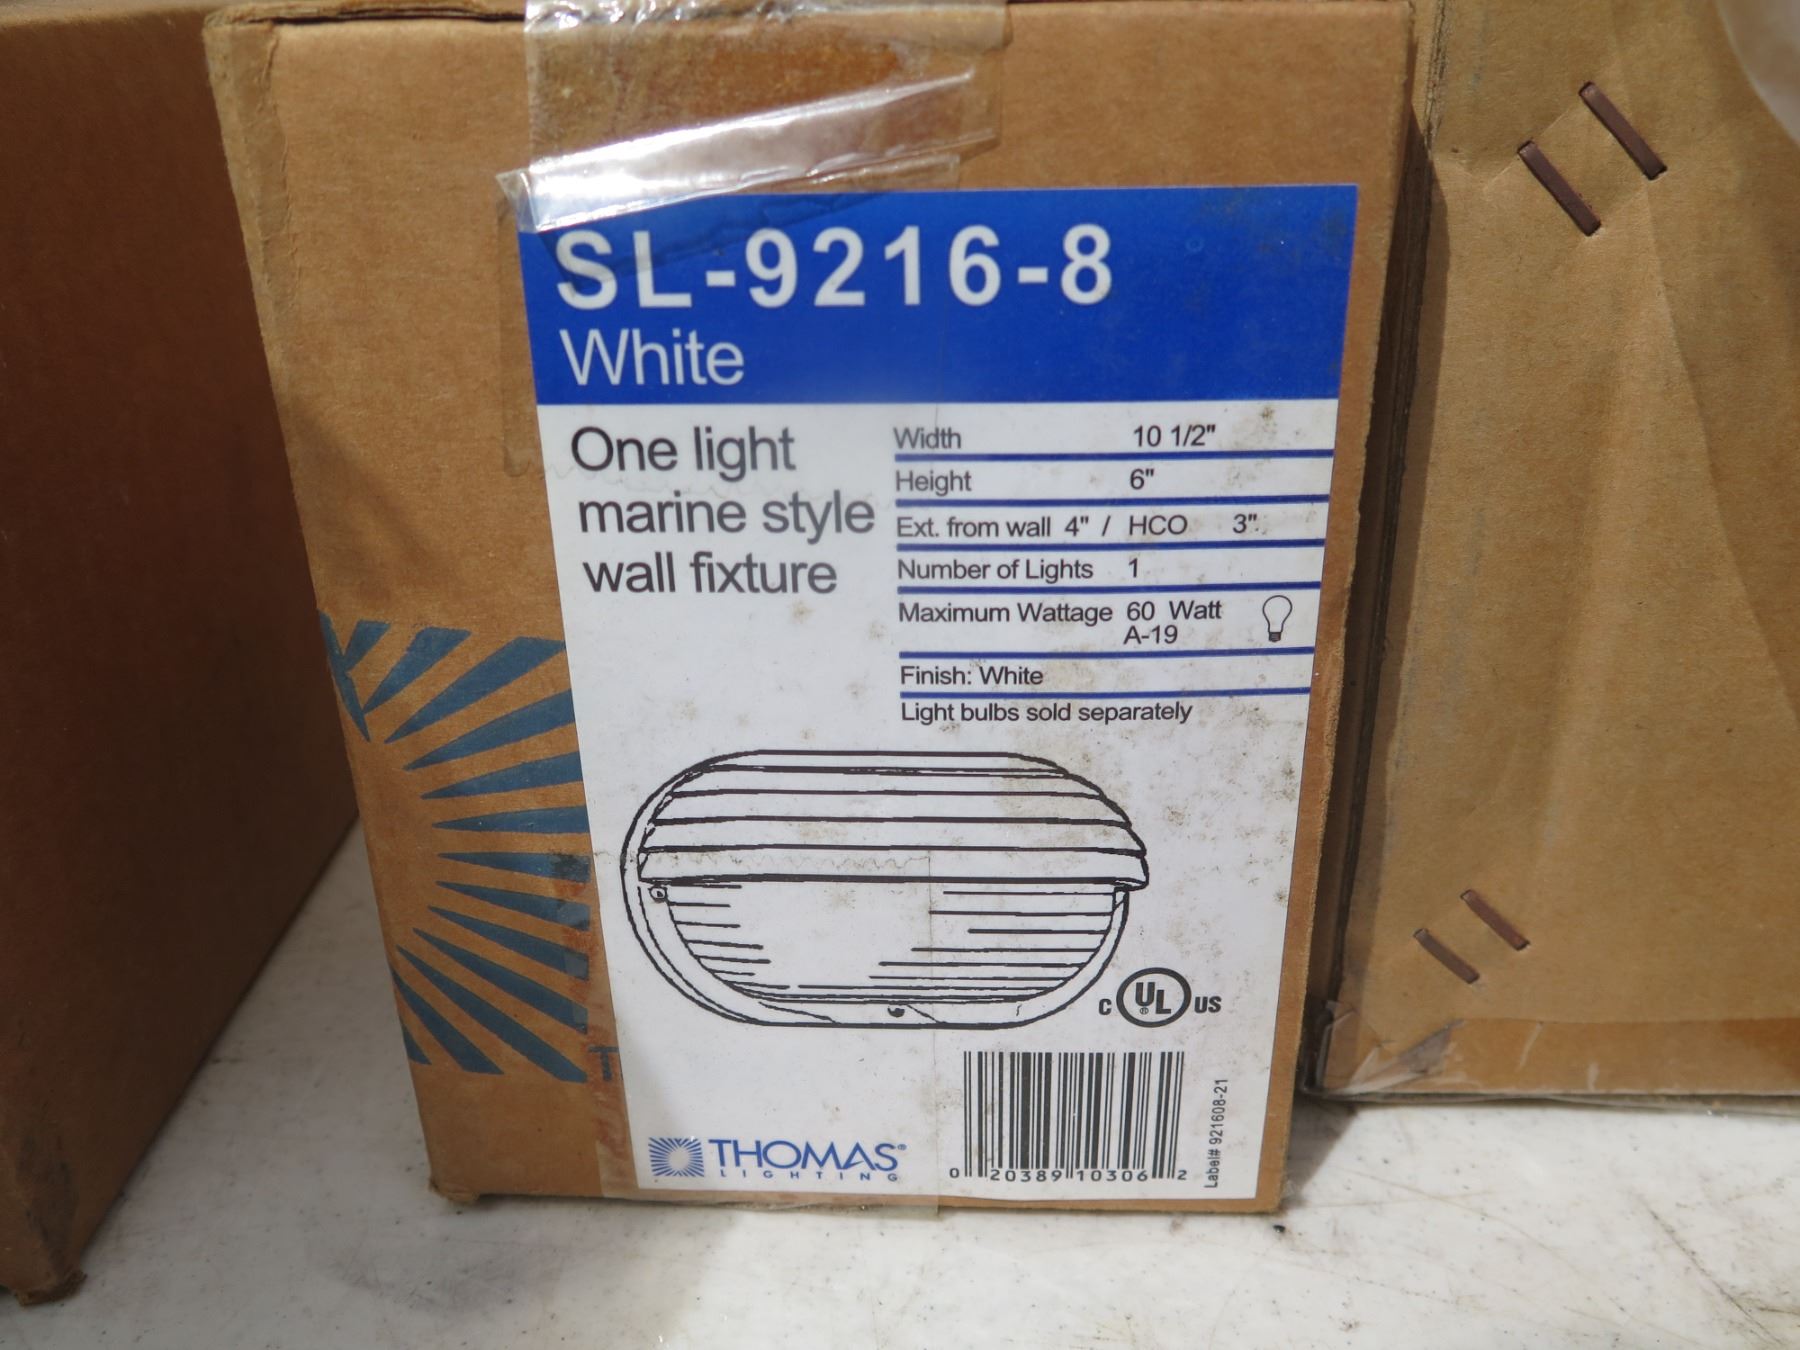 SL-9216-8
White
One light
marine style
wall fixture
Width 10 1/2"
Height 6"
Ext. from wall 4" / HCO 3"
Number of Lights 1
Maximum Wattage 60 Watt
A-19
Finish: White
Light bulbs sold separately
C UL® US
T
THOMAS®
LIGHTING
0 20389 10306 2
Label# 921608-21